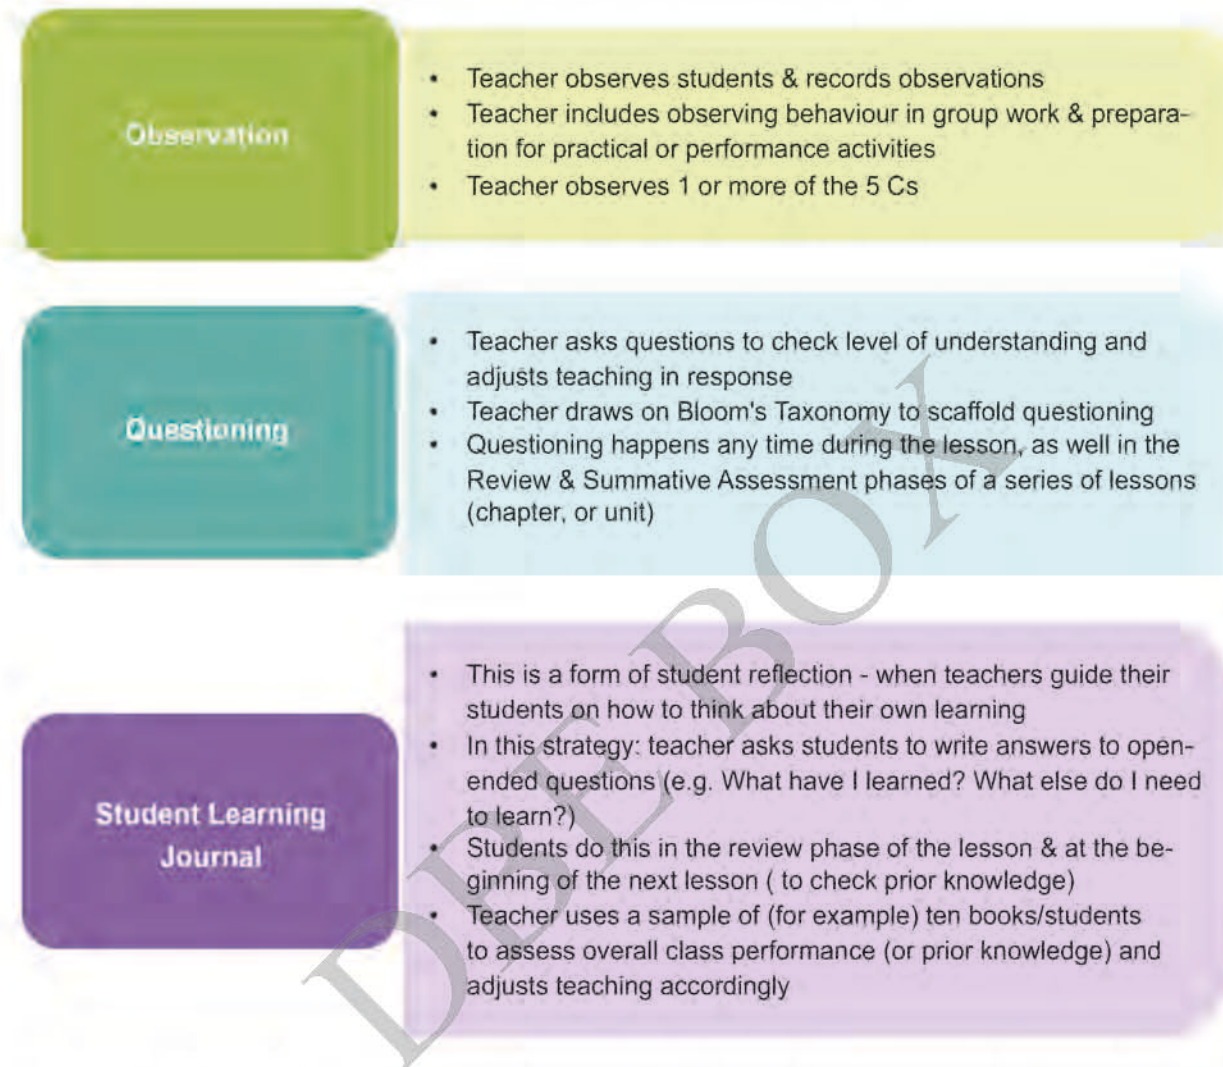 Observation
• Teacher observes students & records observations
• Teacher includes observing behaviour in group work & prepara-
tion for practical or performance activities
• Teacher observes 1 or more of the 5 Cs
Questioning
• Teacher asks questions to check level of understanding and
adjusts teaching in response
• Teacher draws on Bloom's Taxonomy to scaffold questioning
• Questioning happens any time during the lesson, as well in the
Review & Summative Assessment phases of a series of lessons
(chapter, or unit)
Student Learning
Journal
• This is a form of student reflection - when teachers guide their
students on how to think about their own learning
• In this strategy: teacher asks students to write answers to open-
ended questions (e.g. What have I learned? What else do I need
to learn?)
• Students do this in the review phase of the lesson & at the be-
ginning of the next lesson ( to check prior knowledge)
• Teacher uses a sample of (for example) ten books/students
to assess overall class performance (or prior knowledge) and
adjusts teaching accordingly
DBE BOX